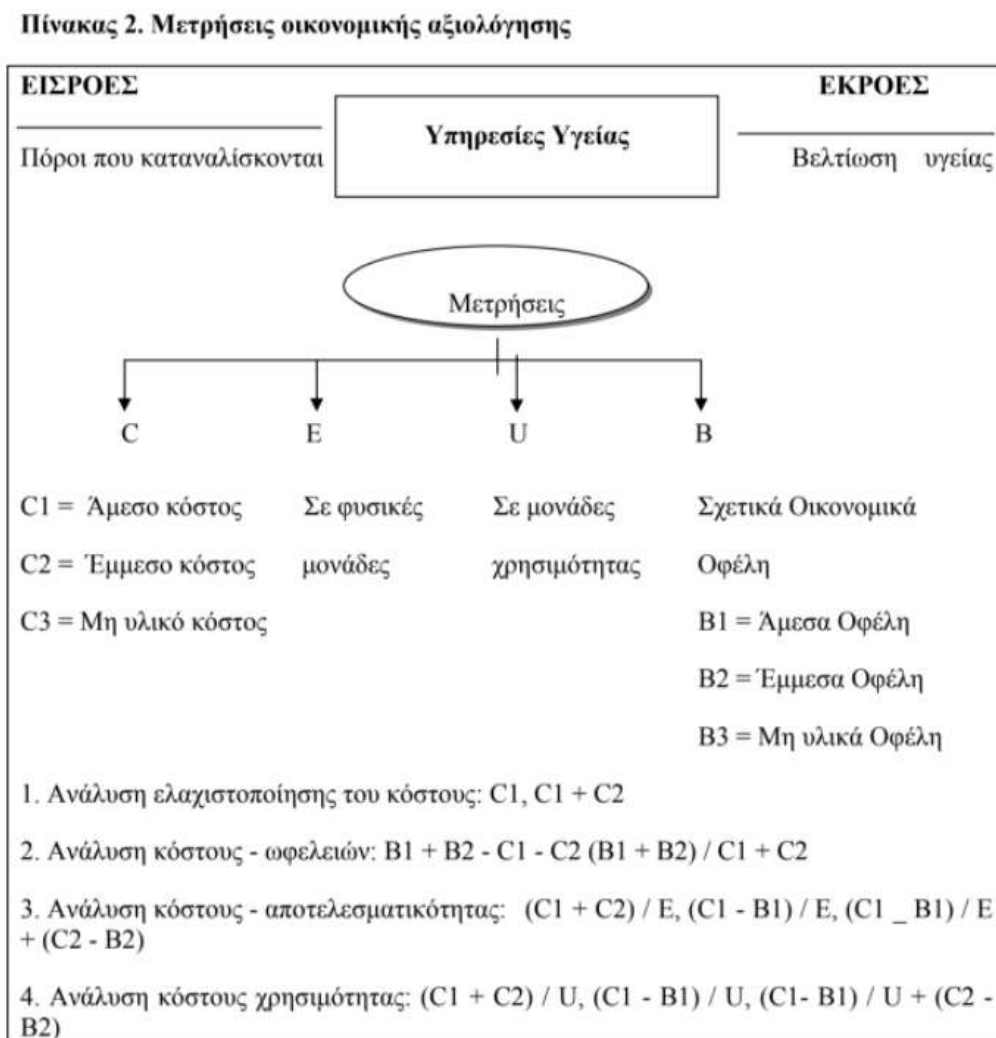 Πίνακας 2. Μετρήσεις οικονομικής αξιολόγησης
ΕΙΣΡΟΕΣ
ΕΚΡΟΕΣ
Υπηρεσίες Υγείας
Πόροι που καταναλίσκονται
Βελτίωση υγείας
Μετρήσεις
C E U B
C1 = Άμεσο κόστος Σε φυσικές Σε μονάδες Σχετικά Οικονομικά
C2 = Έμμεσο κόστος μονάδες χρησιμότητας Οφέλη
C3 = Μη υλικό κόστος B1 = Άμεσα Οφέλη
B2 = Έμμεσα Οφέλη
B3 = Μη υλικά Οφέλη
1. Ανάλυση ελαχιστοποίησης του κόστους: C1, C1 + C2
2. Ανάλυση κόστους - ωφελειών: B1 + B2 - C1 - C2 (B1 + B2) / C1 + C2
3. Ανάλυση κόστους - αποτελεσματικότητας: (C1 + C2) / E, (C1 - B1) / E, (C1 _ B1) / E
+ (C2 - B2)
4. Ανάλυση κόστους χρησιμότητας: (C1 + C2) / U, (C1 - B1) / U, (C1- B1) / U + (C2 -
B2)